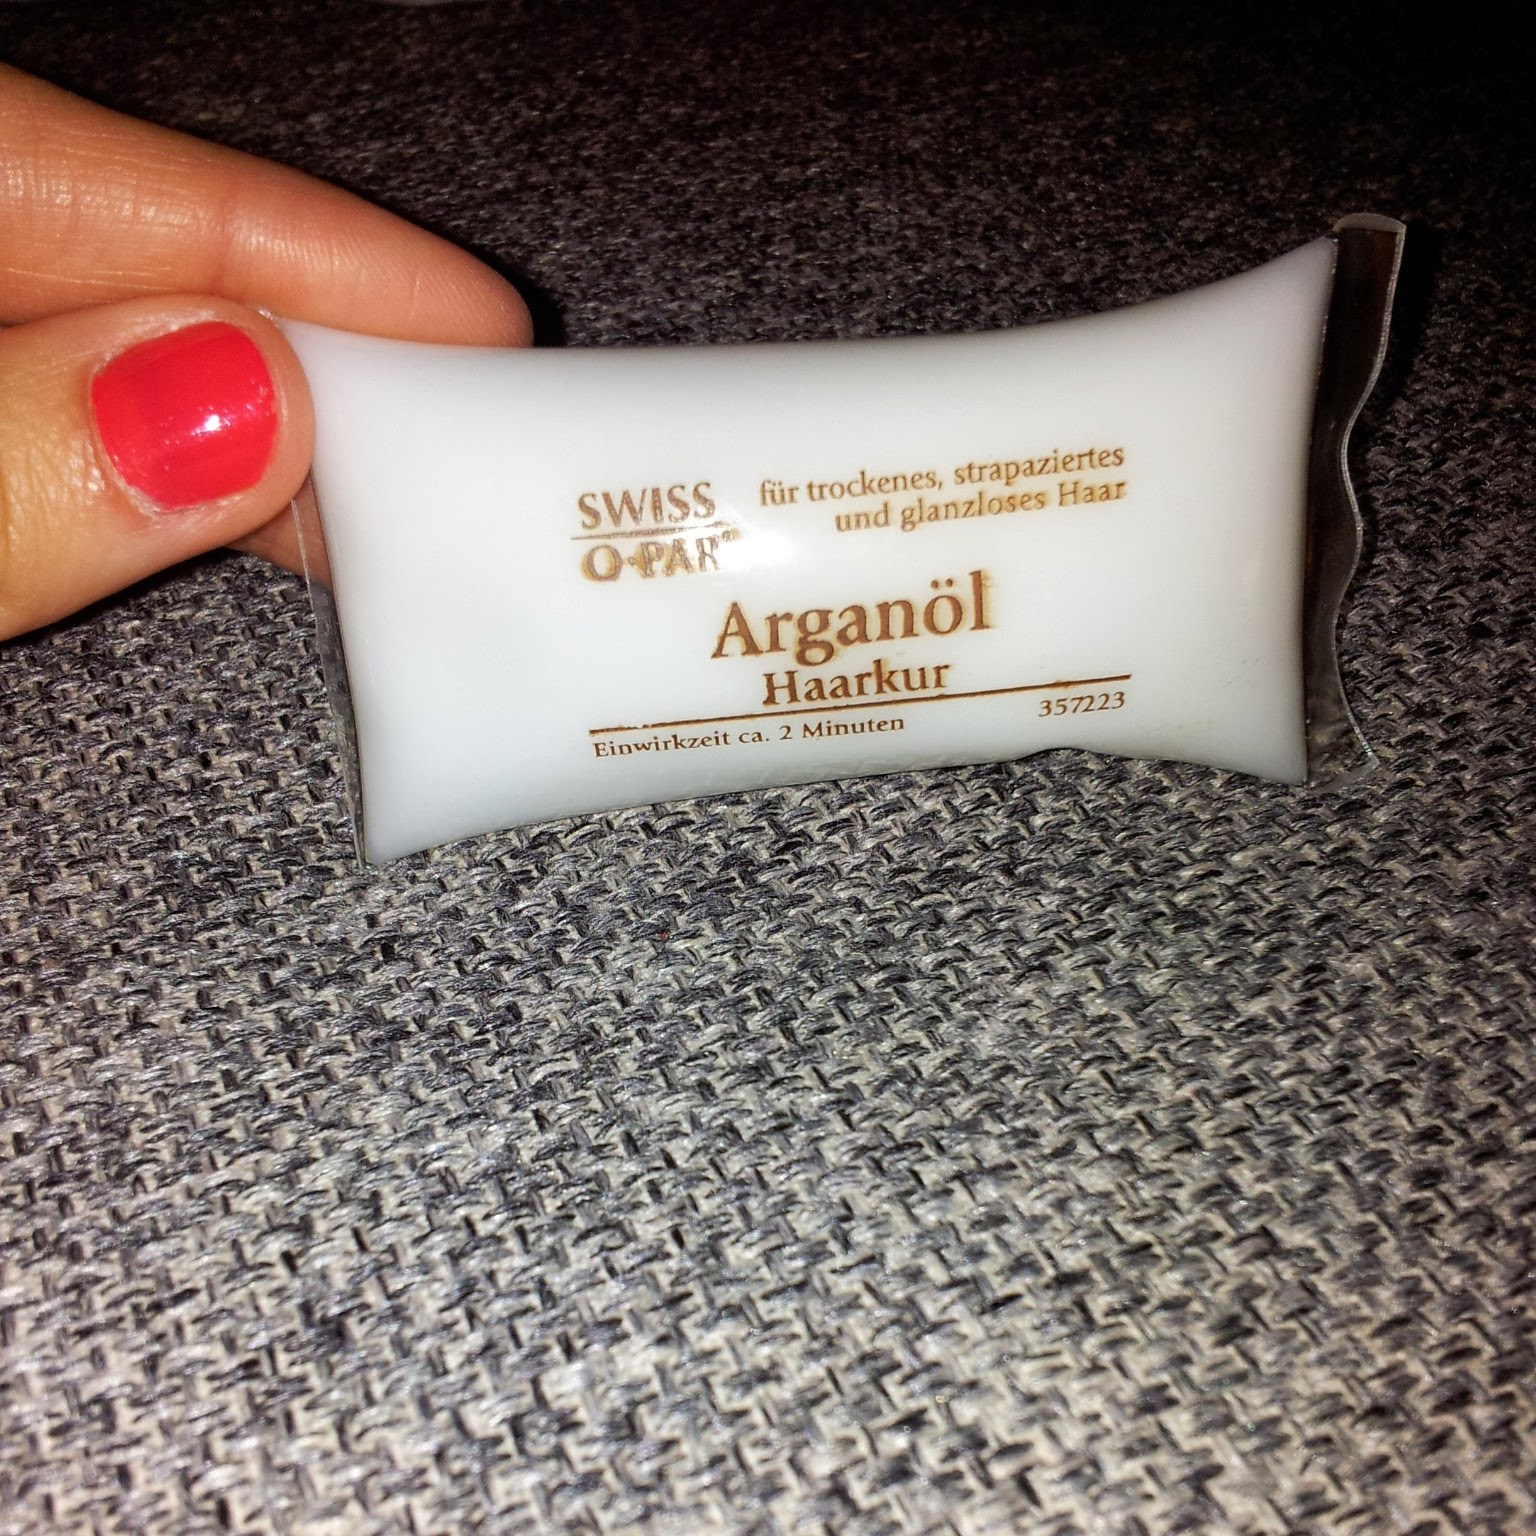 SWISS
O·PAR®
für trockenes, strapaziertes
und glanzloses Haar
Arganöl
Haarkur
Einwirkzeit ca. 2 Minuten
357223